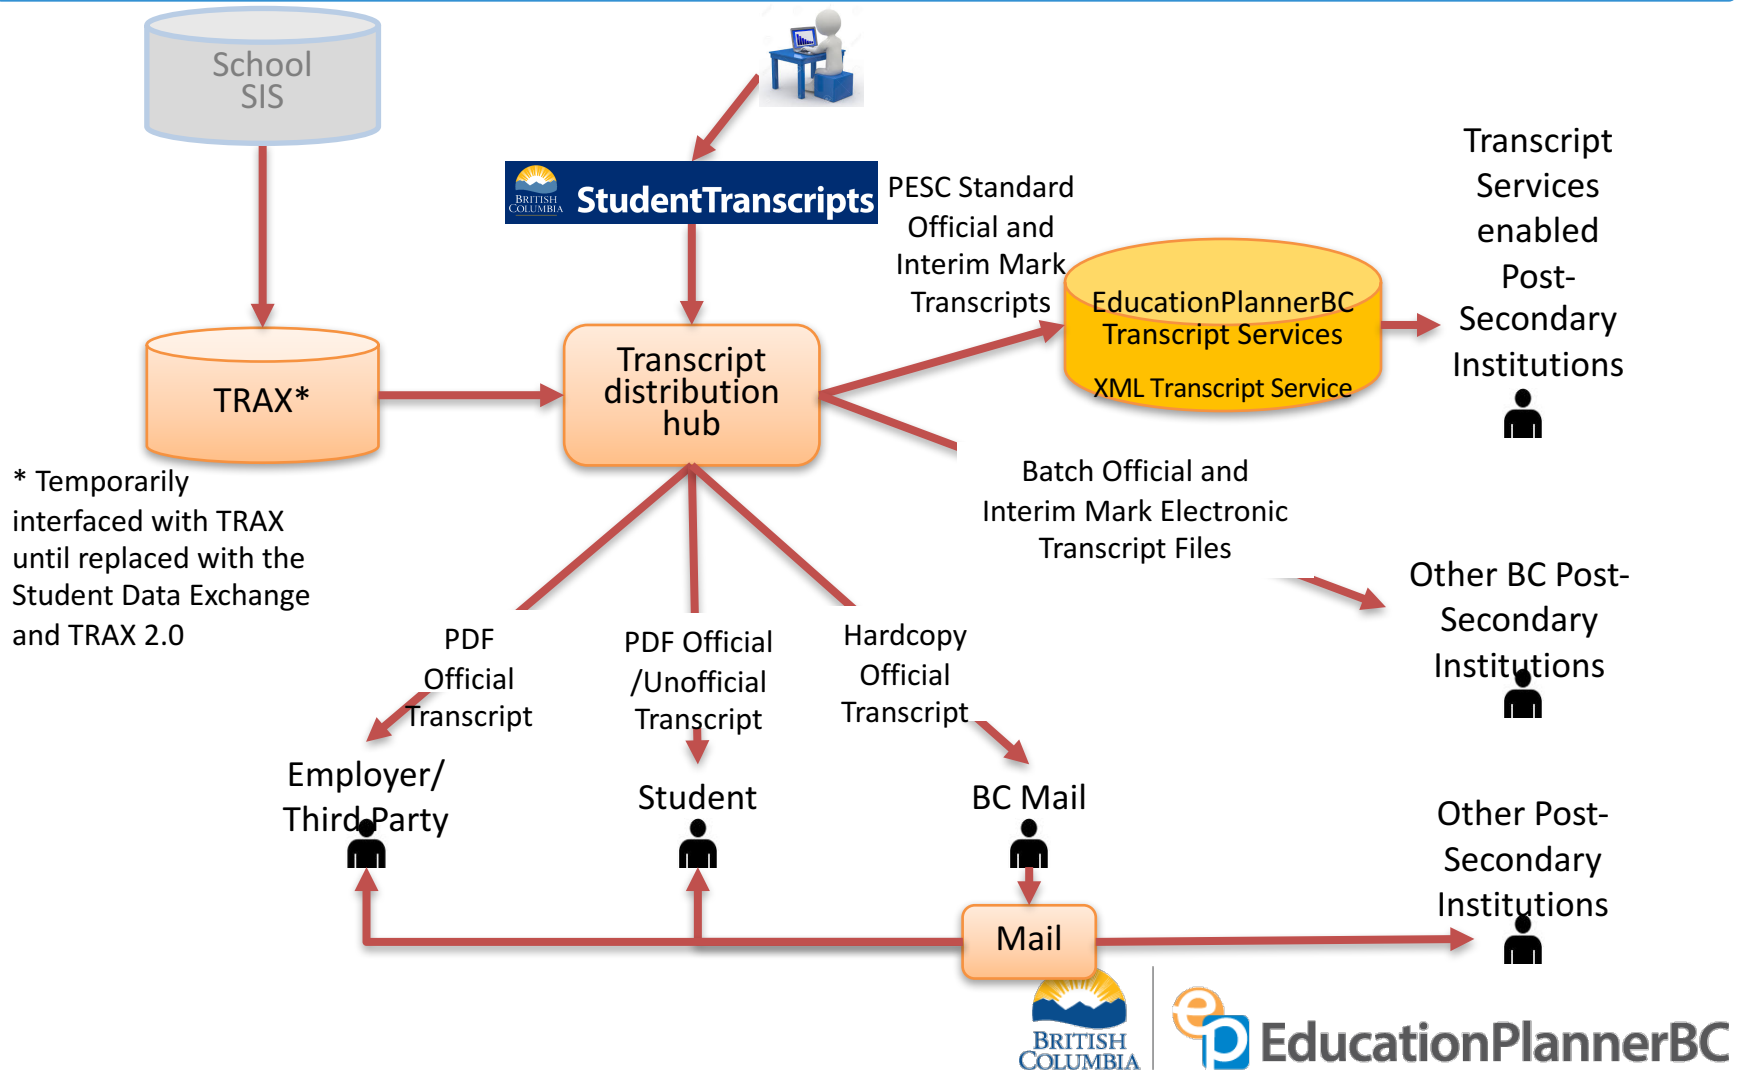 School
SIS
BRITISH
COLUMBIA
StudentTranscripts
PESC Standard
Official and
Interim Mark
Transcripts
Transcript
Services
enabled
Post-
Secondary
Institutions
EducationPlannerBC
Transcript Services
XML Transcript Service
TRAX*
Transcript
distribution
hub
* Temporarily
interfaced with TRAX
until replaced with the
Student Data Exchange
and TRAX 2.0
Batch Official and
Interim Mark Electronic
Transcript Files
Other BC Post-
Secondary
Institutions
PDF
Official
Transcript
PDF Official
/Unofficial
Transcript
Hardcopy
Official
Transcript
Employer/
Third Party
Student
BC Mail
Other Post-
Secondary
Institutions
Mail
BRITISH
COLUMBIA
ep
EducationPlannerBC